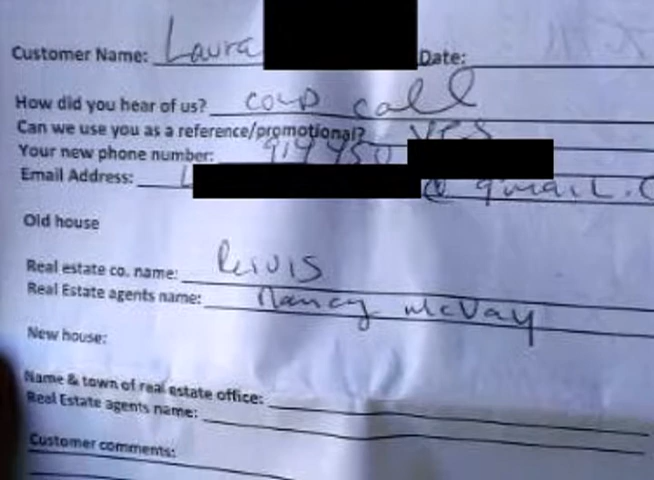 Customer Name: Laura Date:
How did you hear of us? cold call
Can we use you as a reference/promotional? yes
Your new phone number: 914 450
Email Address: L @ gmail.c
Old house
Real estate co. name:
Real Estate agents name: Nancy McVay
New house:
Name & town of real estate office:
Real Estate agents name:
Customer comments: